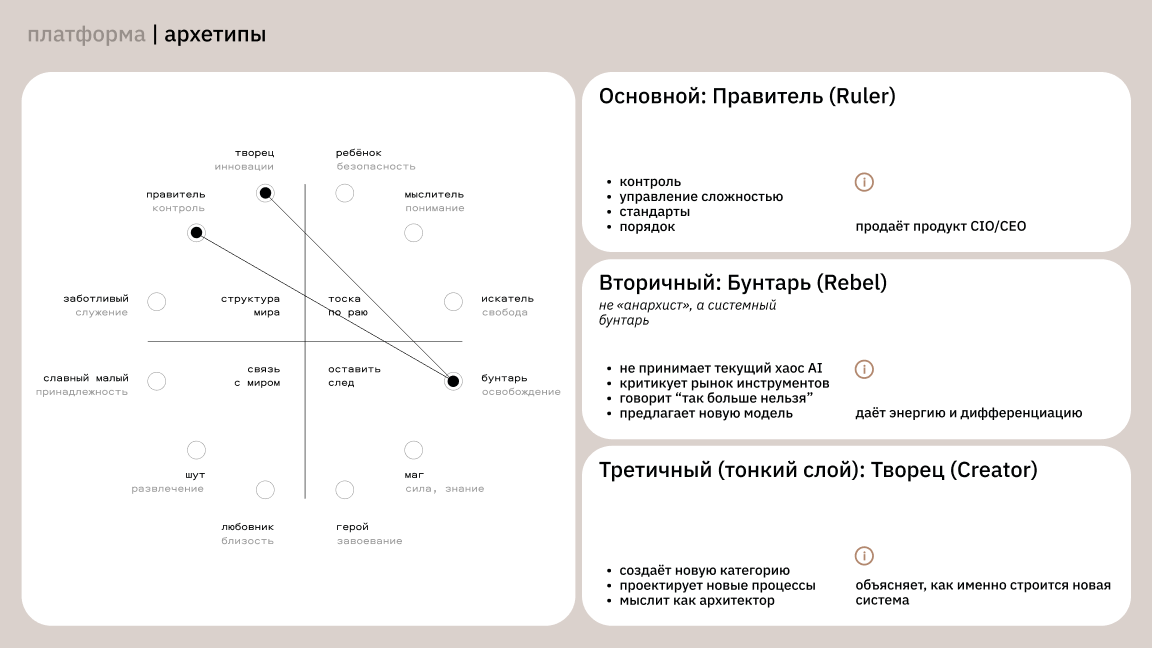 платформа | архетипы
творец
инновации
ребёнок
безопасность
правитель
контроль
мыслитель
понимание
заботливый
служение
структура
мира
тоска
по раю
искатель
свобода
славный малый
принадлежность
связь
с миром
оставить
след
бунтарь
освобождение
шут
развлечение
маг
сила, знание
любовник
близость
герой
завоевание
Основной: Правитель (Ruler)
• контроль
• управление сложностью
• стандарты
• порядок
i
продаёт продукт CIO/CEO
Вторичный: Бунтарь (Rebel)
не «анархист», а системный
бунтарь
• не принимает текущий хаос AI
• критикует рынок инструментов
• говорит “так больше нельзя”
• предлагает новую модель
i
даёт энергию и дифференциацию
Третичный (тонкий слой): Творец (Creator)
• создаёт новую категорию
• проектирует новые процессы
• мыслит как архитектор
i
объясняет, как именно строится новая
система